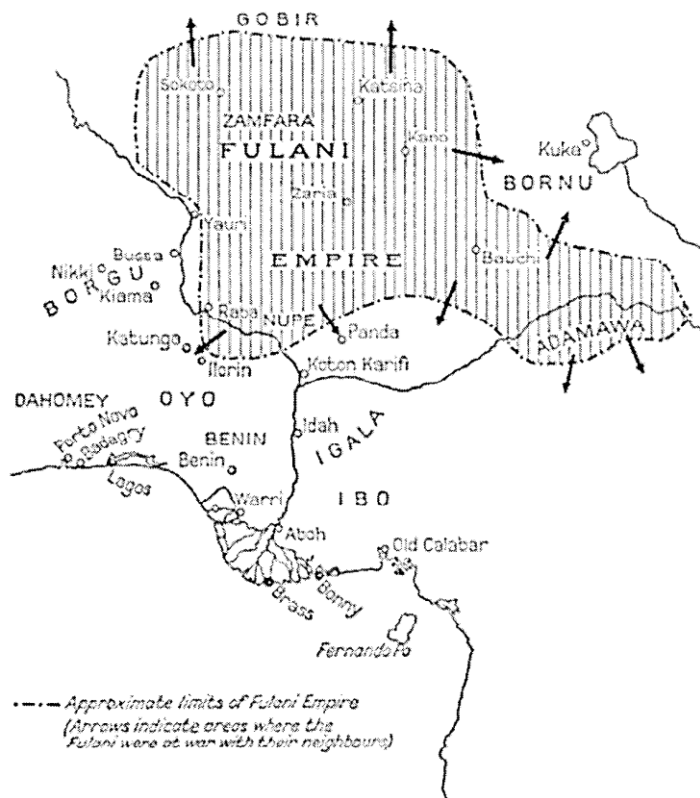 GOBIR
Sokoto
Katsina
ZAMFARA
FULANI
Kano
Kuka
BORNU
Zaria
Yauri
Bussa
EMPIRE
Bauchi
Nikki
BORGU
Kiama
Raba
NUPE
Panda
ADAMAWA
Katunga
Ilorin
Koton Karifi
DAHOMEY
OYO
Porto Novo
Badagry
Lagos
BENIN
Benin
Idah
IGALA
IBO
Warri
Aboh
Old Calabar
Brass
Bonny
Fernando Po
Approximate limits of Fulani Empire
(Arrows indicate areas where the
Fulani were at war with their neighbours)